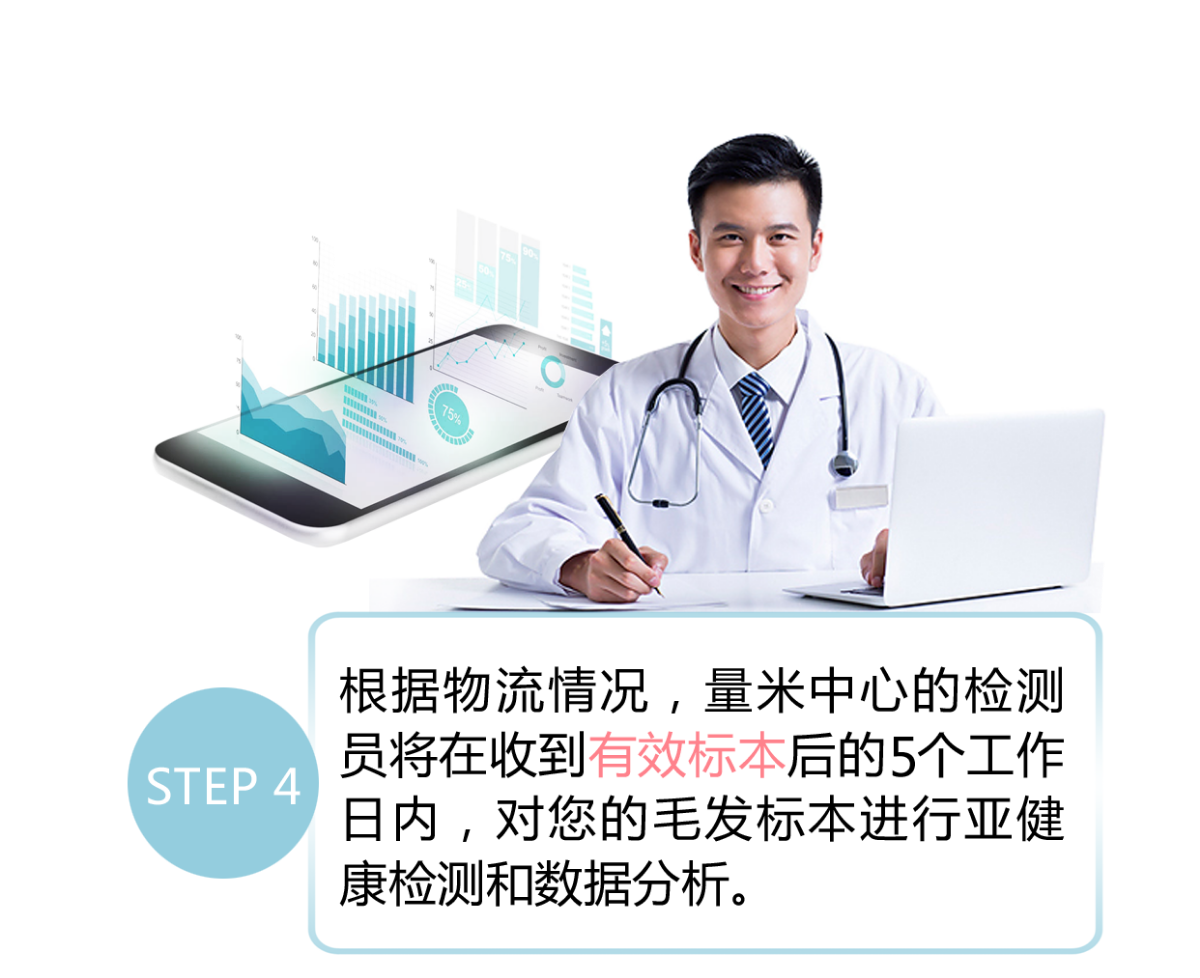 75%
STEP 4
根据物流情况，量米中心的检测
员将在收到有效标本后的5个工作
日内，对您的毛发标本进行亚健
康检测和数据分析。